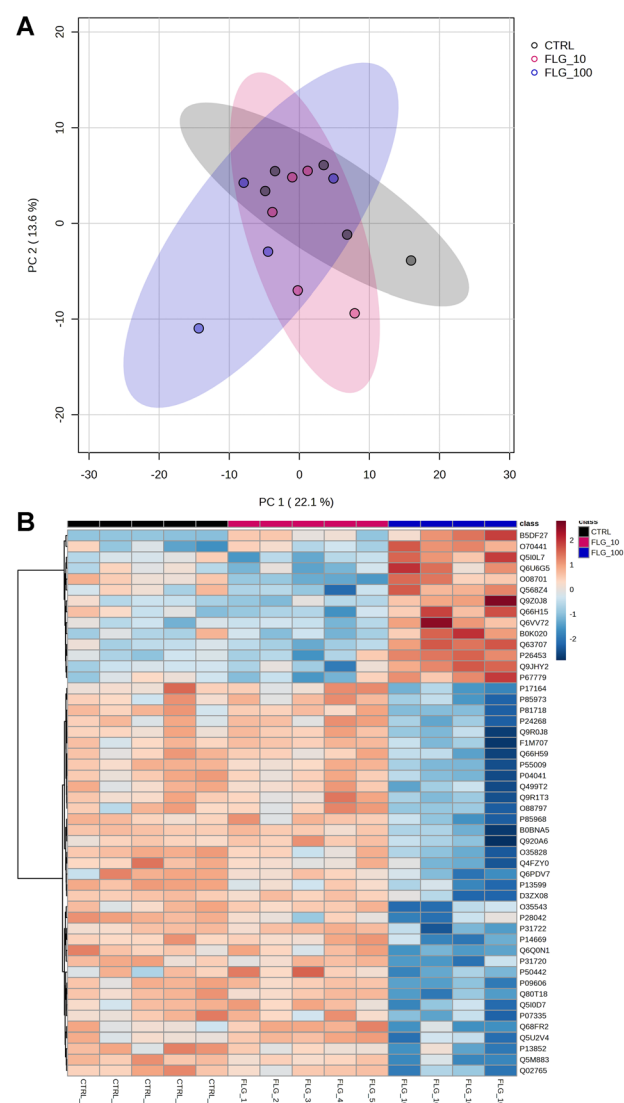 A
CTRL
FLG_10
FLG_100
20
10
0
-10
-20
PC 2 ( 13.6 %)
-30
-20
-10
0
10
20
30
PC 1 ( 22.1 %)
B
class
class
B5DF27
O70441
Q5I0L7
Q6U6G5
O08701
Q568Z4
Q9Z0J8
Q66H15
Q6VV72
B0K020
Q63707
P26453
Q9JHY2
P67779
P17164
P85973
P81718
P24268
Q9R0J8
F1M707
Q66H59
P55009
P04041
Q499T2
Q9R1T3
O88797
P85968
B0BNA5
Q920A6
O35828
Q4FZY0
Q6PDV7
P13599
D3ZX08
O35543
P28042
P31722
P14669
Q6Q0N1
P31720
P50442
P09606
Q80T18
Q5I0D7
P07335
Q68FR2
Q5U2V4
P13852
Q5M883
Q02765
2
1
0
-1
-2
CTRL
FLG_10
FLG_100
CTRL_
CTRL_
CTRL_
CTRL_
CTRL_
FLG_1
FLG_2
FLG_3
FLG_4
FLG_5
FLG_1
FLG_1
FLG_1
FLG_1